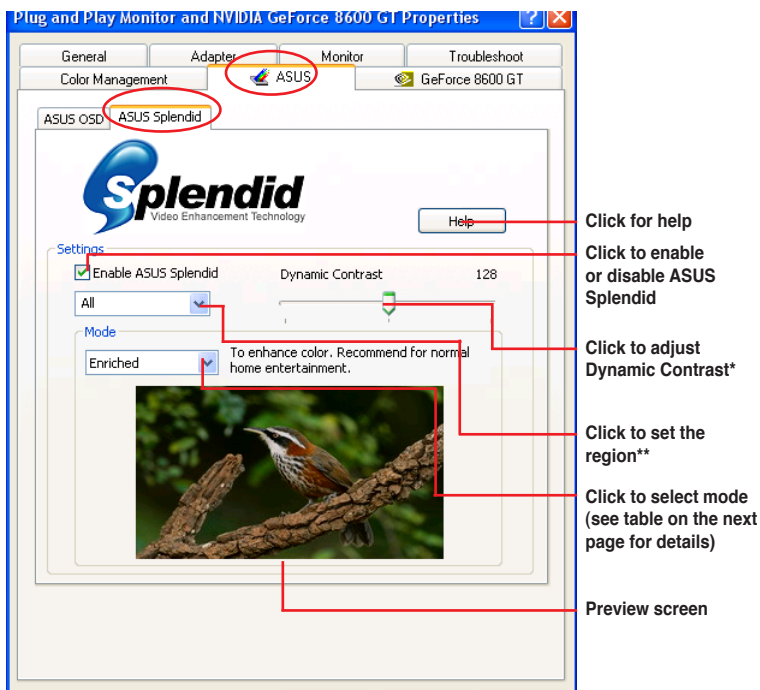 Plug and Play Monitor and NVIDIA GeForce 8600 GT Properties
General Adapter Monitor Troubleshoot
Color Management ASUS GeForce 8600 GT
ASUS OSD ASUS Splendid
Splendid
Video Enhancement Technology
Help
Settings
Enable ASUS Splendid Dynamic Contrast 128
All
Mode
Enriched
To enhance color. Recommend for normal
home entertainment.
Click for help
Click to enable
or disable ASUS
Splendid
Click to adjust
Dynamic Contrast*
Click to set the
region**
Click to select mode
(see table on the next
page for details)
Preview screen